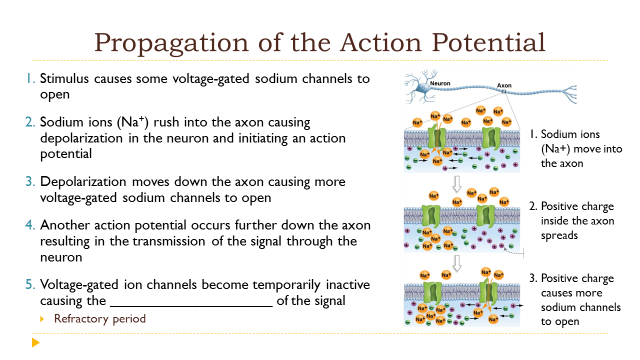 Propagation of the Action Potential
1. Stimulus causes some voltage-gated sodium channels to
open
2. Sodium ions (Na⁺) rush into the axon causing
depolarization in the neuron and initiating an action
potential
3. Depolarization moves down the axon causing more
voltage-gated sodium channels to open
4. Another action potential occurs further down the axon
resulting in the transmission of the signal through the
neuron
5. Voltage-gated ion channels become temporarily inactive
causing the ______________________ of the signal
Refractory period
Neuron
Axon
1. Sodium ions
(Na+) move into
the axon
2. Positive charge
inside the axon
spreads
3. Positive charge
causes more
sodium channels
to open